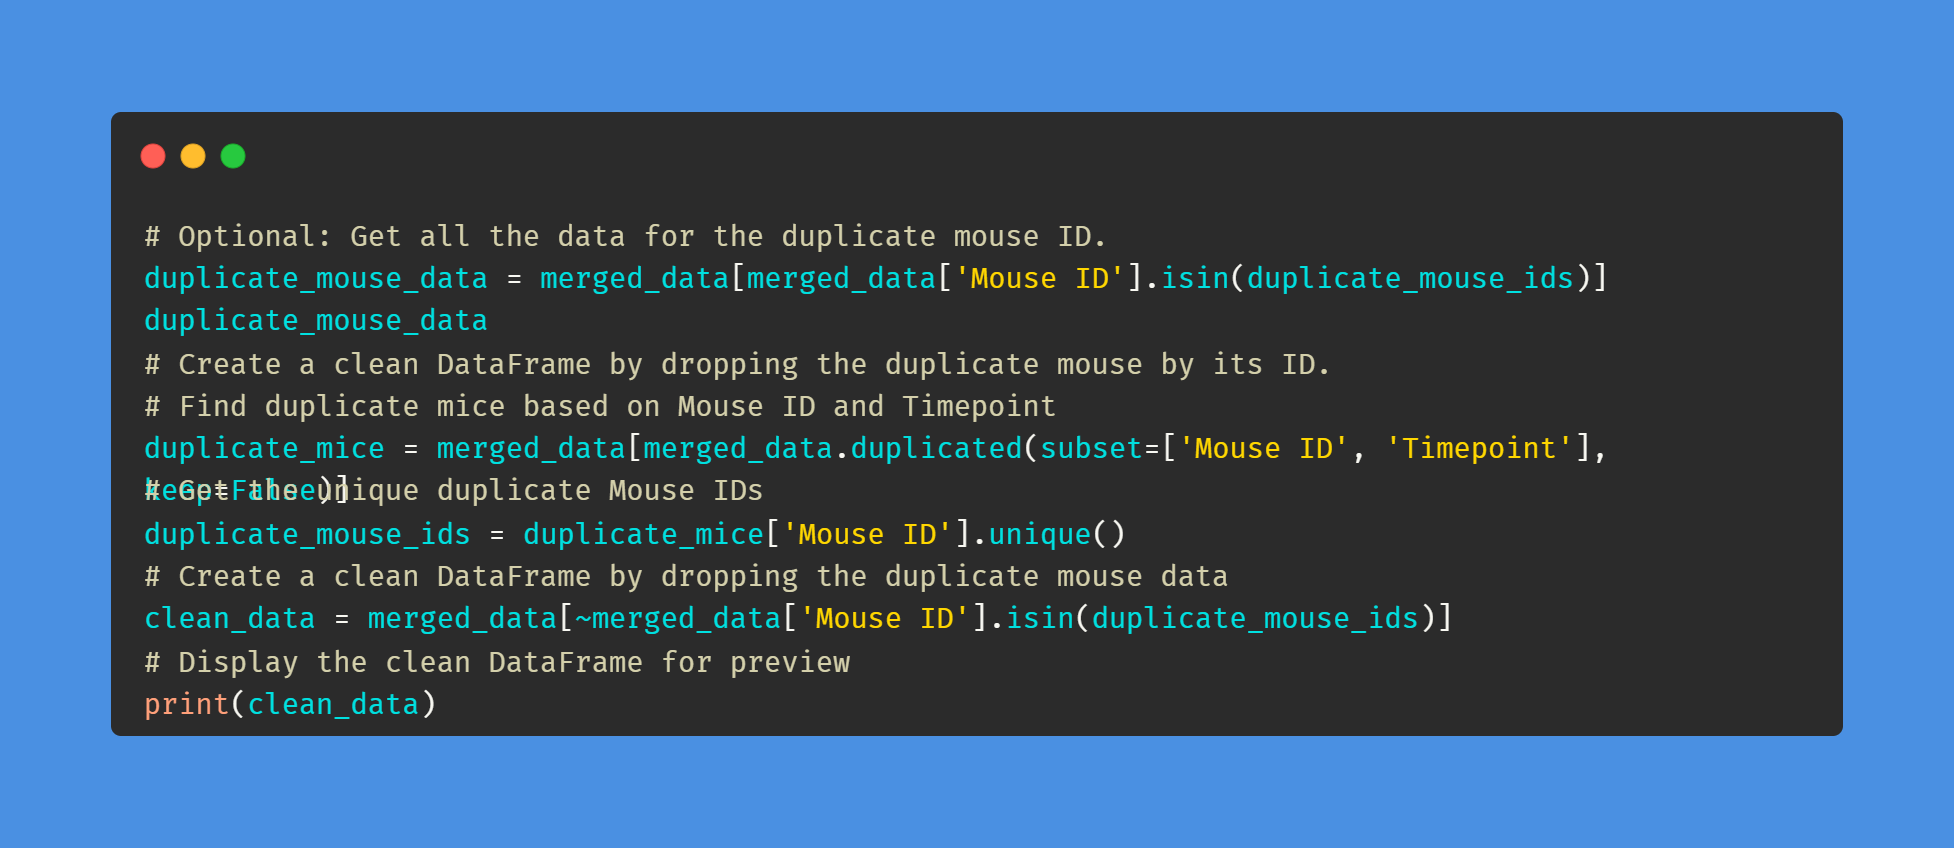 # Optional: Get all the data for the duplicate mouse ID.
duplicate_mouse_data = merged_data[merged_data['Mouse ID'].isin(duplicate_mouse_ids)]
duplicate_mouse_data
# Create a clean DataFrame by dropping the duplicate mouse by its ID.
# Find duplicate mice based on Mouse ID and Timepoint
duplicate_mice = merged_data[merged_data.duplicated(subset=['Mouse ID', 'Timepoint'],
keep=False)]
# Get the unique duplicate Mouse IDs
duplicate_mouse_ids = duplicate_mice['Mouse ID'].unique()
# Create a clean DataFrame by dropping the duplicate mouse data
clean_data = merged_data[~merged_data['Mouse ID'].isin(duplicate_mouse_ids)]
# Display the clean DataFrame for preview
print(clean_data)